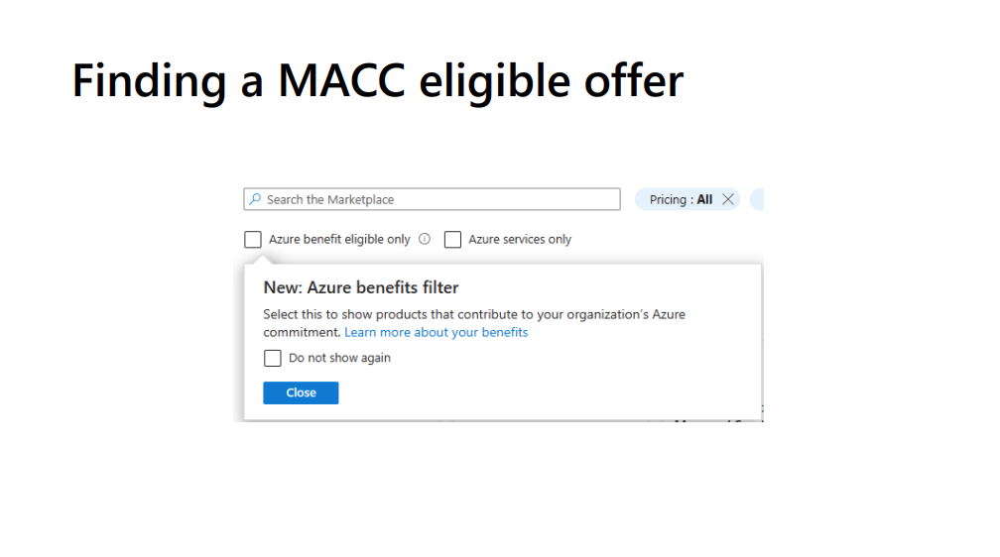 Finding a MACC eligible offer
Search the Marketplace
Pricing : All
Azure benefit eligible only
Azure services only
New: Azure benefits filter
Select this to show products that contribute to your organization's Azure
commitment. Learn more about your benefits
Do not show again
Close